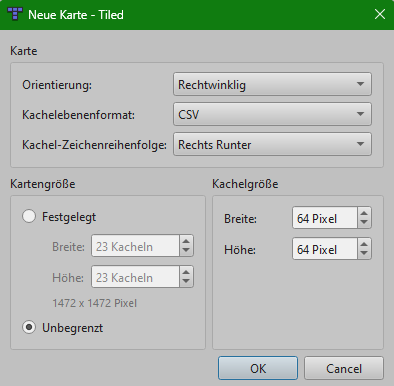 Neue Karte - Tiled
Karte
Orientierung: Rechtwinklig
Kachelebenenformat: CSV
Kachel-Zeichenreihenfolge: Rechts Runter
Kartengröße
Festgelegt
Breite: 23 Kacheln
Höhe: 23 Kacheln
1472 x 1472 Pixel
Unbegrenzt
Kachelgröße
Breite: 64 Pixel
Höhe: 64 Pixel
OK Cancel